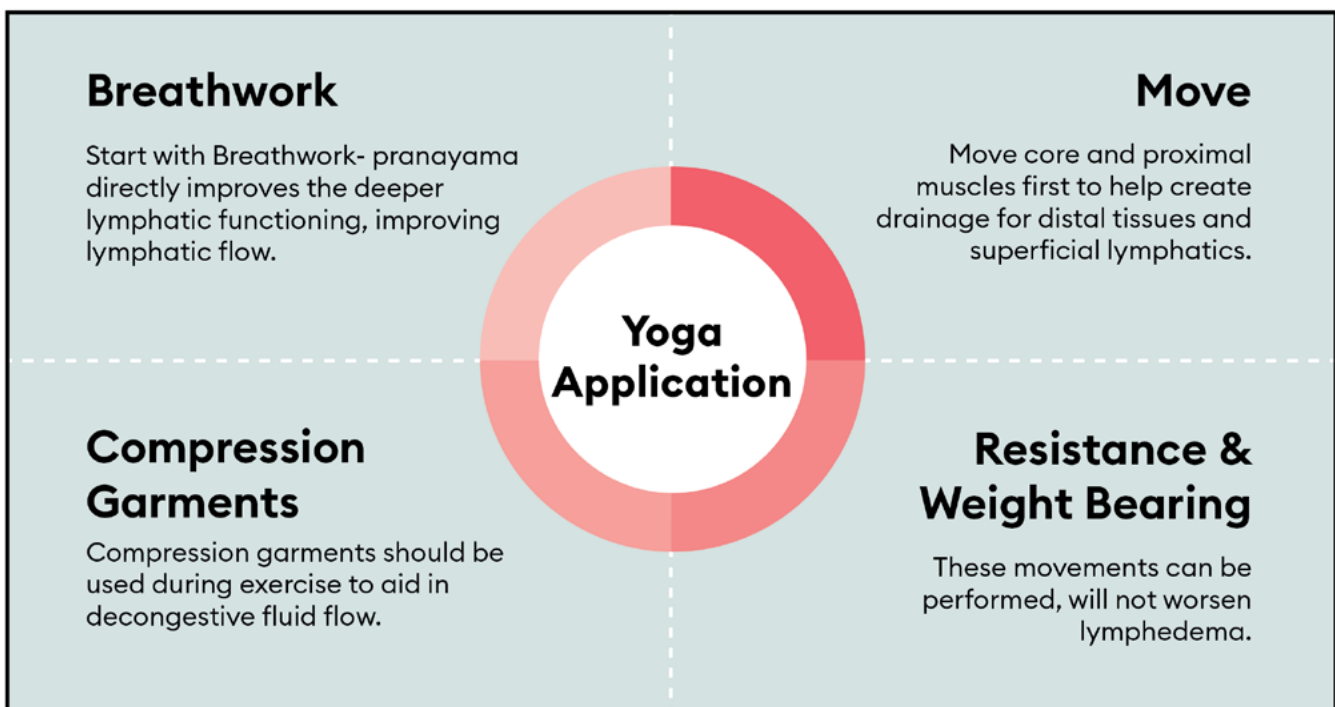 Breathwork
Start with Breathwork- pranayama
directly improves the deeper
lymphatic functioning, improving
lymphatic flow.
Move
Move core and proximal
muscles first to help create
drainage for distal tissues and
superficial lymphatics.
Yoga
Application
Compression
Garments
Compression garments should be
used during exercise to aid in
decongestive fluid flow.
Resistance &
Weight Bearing
These movements can be
performed, will not worsen
lymphedema.